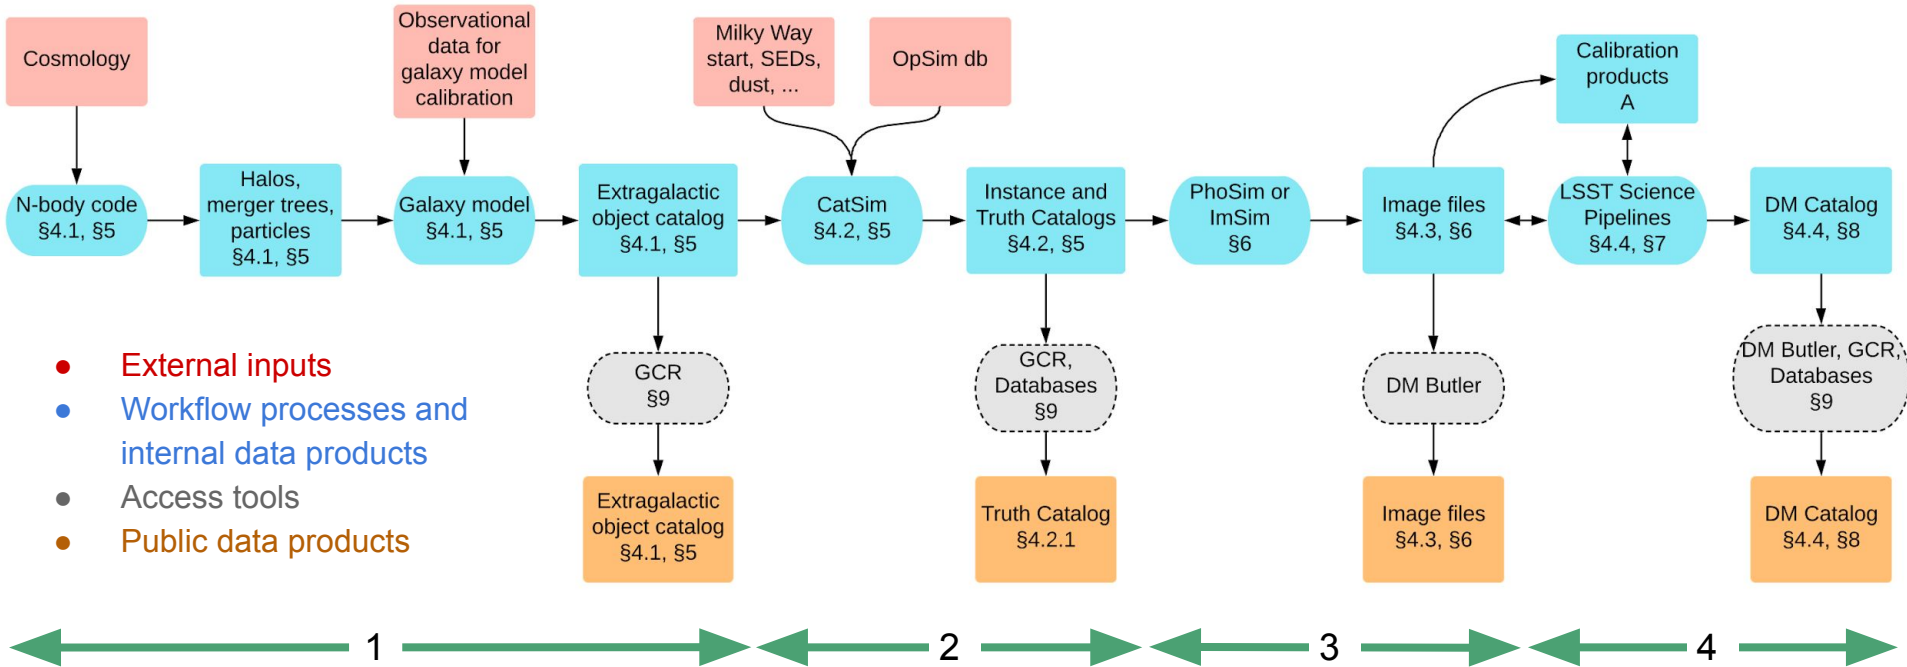 Cosmology
Observational
data for
galaxy model
calibration
Milky Way
start, SEDs,
dust, ...
OpSim db
Calibration
products
A
N-body code
§4.1, §5
Halos,
merger trees,
particles
§4.1, §5
Galaxy model
§4.1, §5
Extragalactic
object catalog
§4.1, §5
CatSim
§4.2, §5
Instance and
Truth Catalogs
§4.2, §5
PhoSim or
ImSim
§6
Image files
§4.3, §6
LSST Science
Pipelines
§4.4, §7
DM Catalog
§4.4, §8
GCR
§9
GCR,
Databases
§9
DM Butler
DM Butler, GCR,
Databases
§9
Extragalactic
object catalog
§4.1, §5
Truth Catalog
§4.2.1
Image files
§4.3, §6
DM Catalog
§4.4, §8
● External inputs
● Workflow processes and
internal data products
● Access tools
● Public data products
1
2
3
4